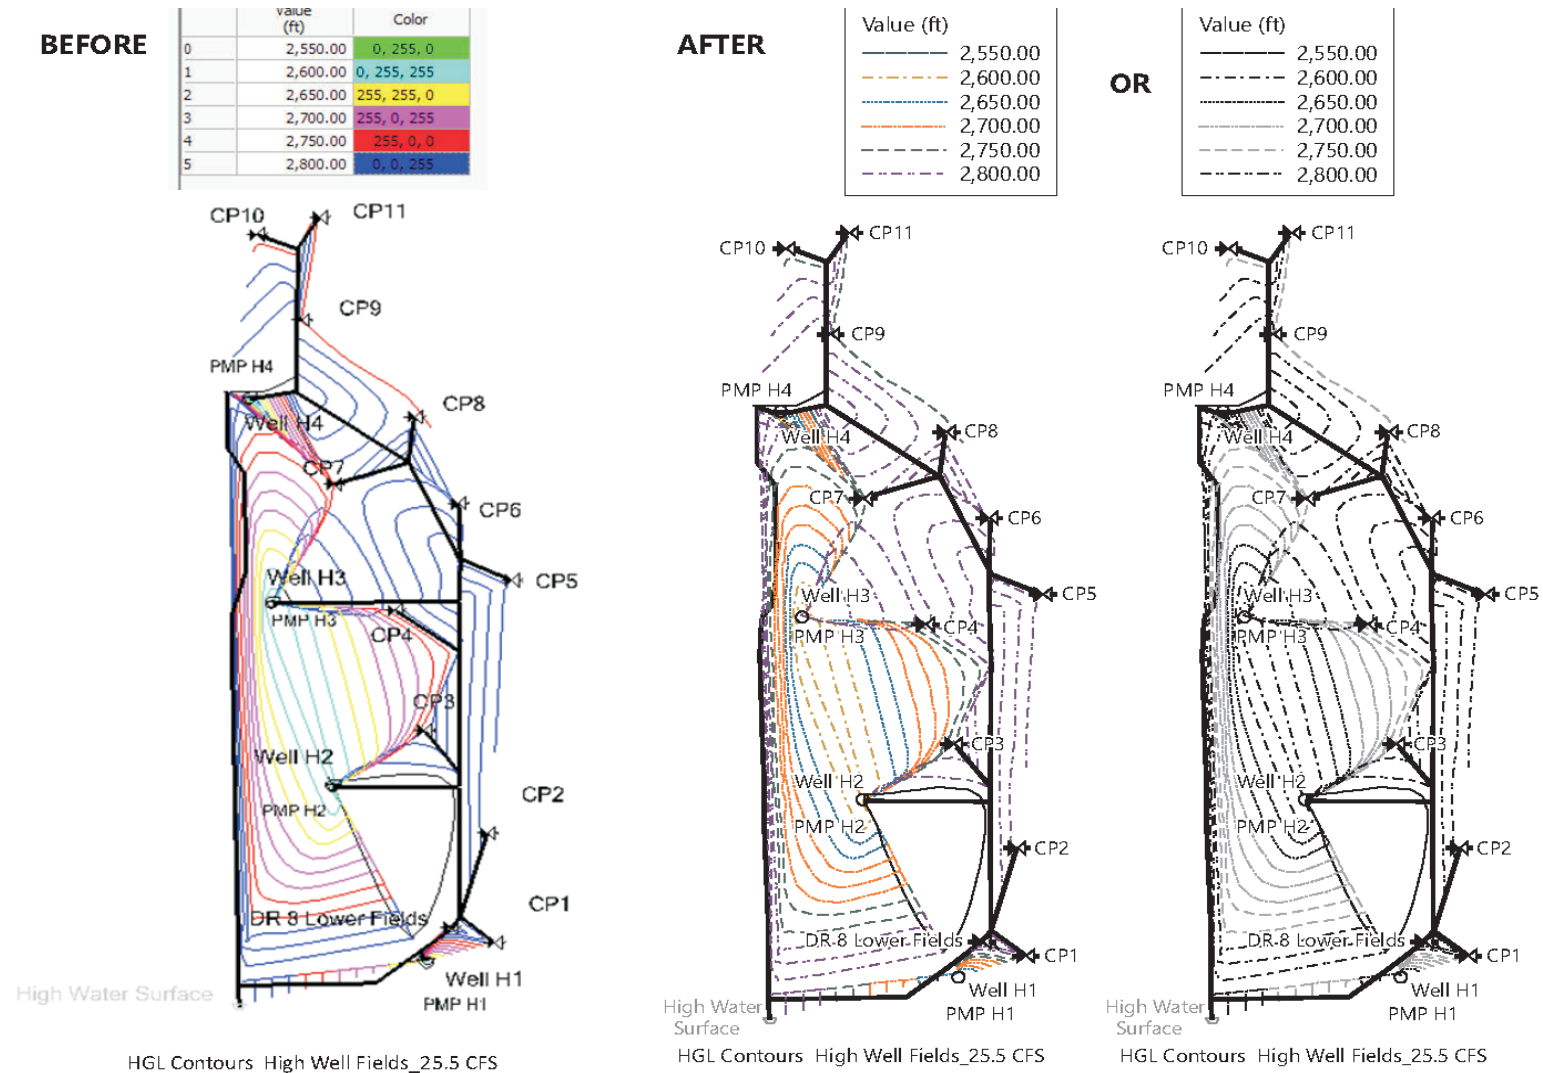 BEFORE
Value
(ft)
Color
0 2,550.00 0, 255, 0
1 2,600.00 0, 255, 255
2 2,650.00 255, 255, 0
3 2,700.00 255, 0, 255
4 2,750.00 255, 0, 0
5 2,800.00 0, 0, 255
CP10
CP11
CP9
PMP H4
CP8
Well H4
CP7
CP6
Well H3
CP5
PMP H3
CP4
CP3
Well H2
CP2
PMP H2
CP1
DR 8 Lower Fields
Well H1
High Water Surface
PMP H1
HGL Contours High Well Fields_25.5 CFS
AFTER
Value (ft)
2,550.00
2,600.00
2,650.00
2,700.00
2,750.00
2,800.00
CP11
CP10
CP9
PMP H4
CP8
Well H4
CP7
CP6
Well H3
CP5
PMP H3
CP4
CP3
Well H2
PMP H2
CP2
DR 8 Lower Fields
CP1
Well H1
High Water
Surface
PMP H1
HGL Contours High Well Fields_25.5 CFS
OR
Value (ft)
2,550.00
2,600.00
2,650.00
2,700.00
2,750.00
2,800.00
CP11
CP10
CP9
PMP H4
CP8
Well H4
CP7
CP6
Well H3
CP5
PMP H3
CP4
CP3
Well H2
PMP H2
CP2
DR 8 Lower Fields
CP1
Well H1
High Water
Surface
PMP H1
HGL Contours High Well Fields_25.5 CFS